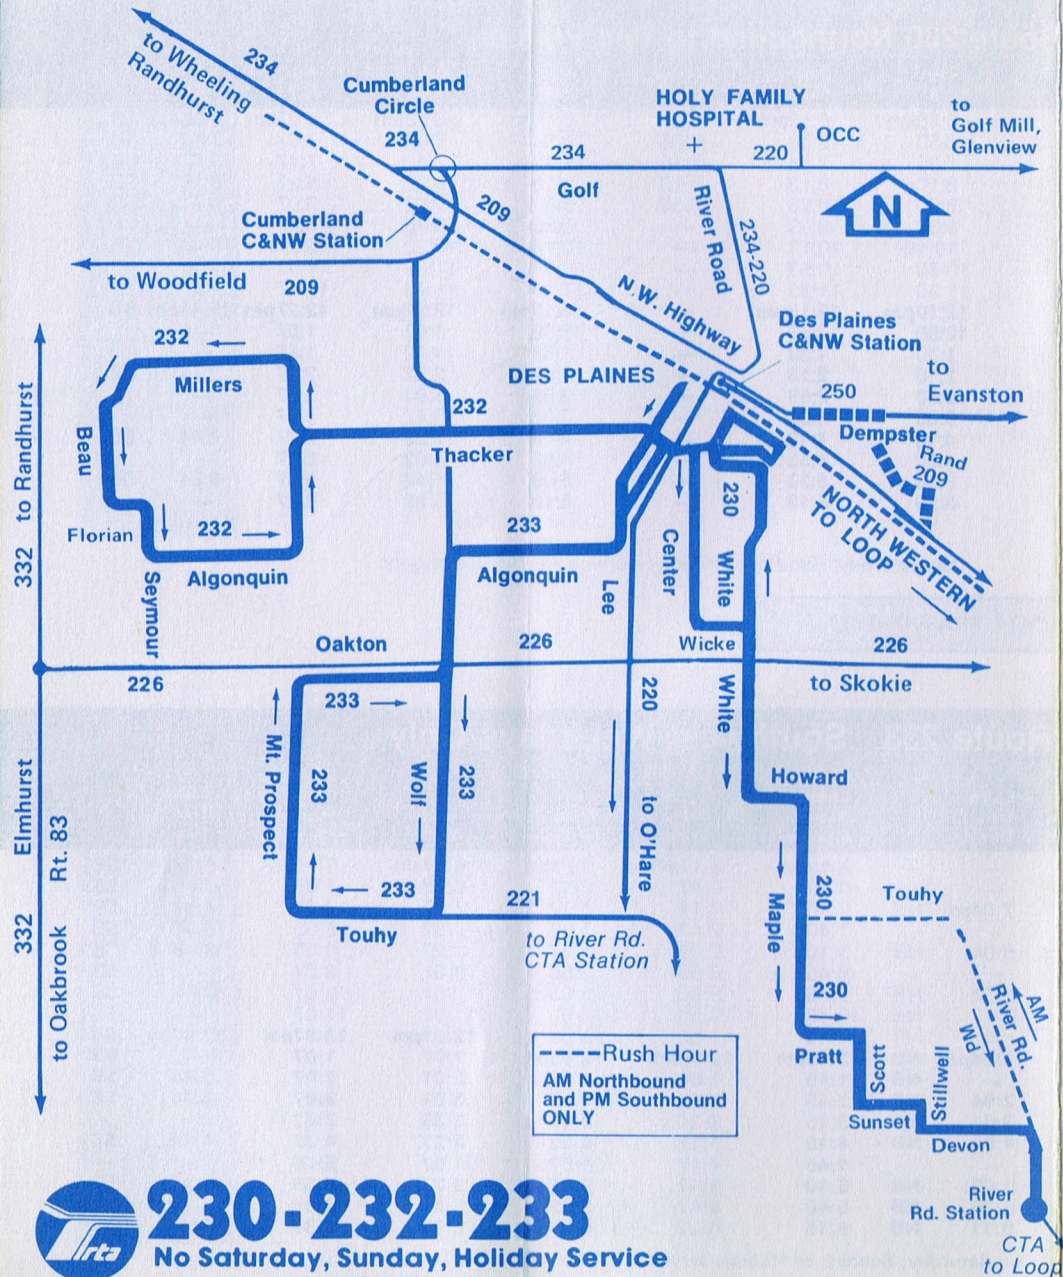 to Wheeling
Randhurst
234
Cumberland
Circle
234
HOLY FAMILY
HOSPITAL
234
220
OCC
to
Golf Mill,
Glenview
Golf
N
209
River Road
234-220
Cumberland
C&NW Station
to Woodfield
209
N.W. Highway
Des Plaines
C&NW Station
to
Evanston
250
Dempster
Rand
209
DES PLAINES
232
Millers
232
Thacker
Beau
Florian
232
Algonquin
Seymour
233
Algonquin
Lee
Center
230
White
NORTH WESTERN
TO LOOP
332 to Randhurst
Oakton
226
Wicke
226
226
to Skokie
233
220
White
Mt. Prospect
233
Wolf
233
to O'Hare
Howard
Elmhurst
Rt. 83
233
221
Touhy
to River Rd.
CTA Station
332
to Oakbrook
Maple
230
Touhy
230
Pratt
AM
River Rd.
PM
Scott
Stillwell
Sunset
Devon
Rush Hour
AM Northbound
and PM Southbound
ONLY
River
Rd. Station
CTA
to Loop
rta
230-232-233
No Saturday, Sunday, Holiday Service